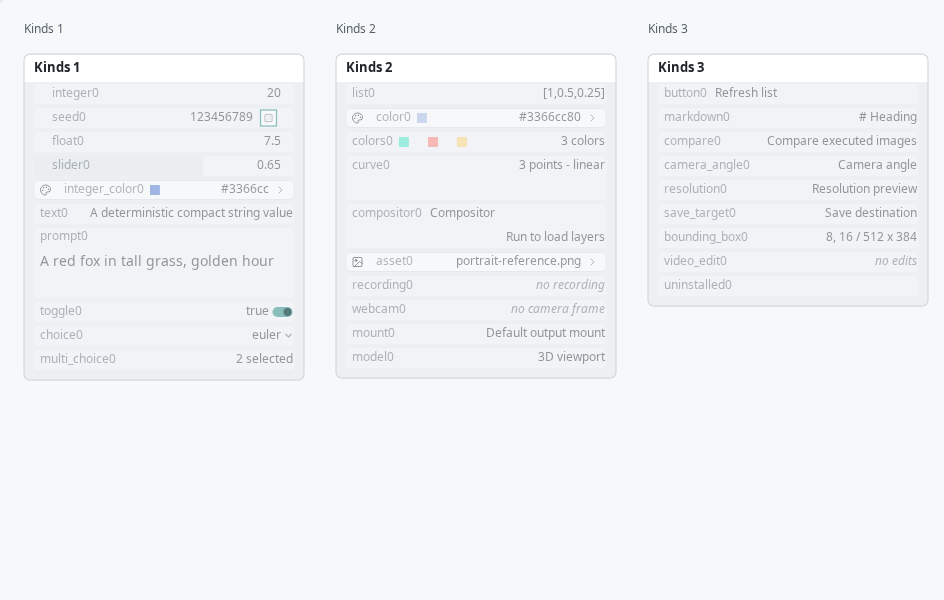 Kinds 1
Kinds 1
integer0 20
seed0 123456789
float0 7.5
slider0 0.65
integer_color0 #3366cc
text0 A deterministic compact string value
prompt0
A red fox in tall grass, golden hour
toggle0 true
choice0 euler
multi_choice0 2 selected
Kinds 2
Kinds 2
list0 [1,0.5,0.25]
color0 #3366cc80
colors0 3 colors
curve0 3 points - linear
compositor0 Compositor
Run to load layers
asset0 portrait-reference.png
recording0 no recording
webcam0 no camera frame
mount0 Default output mount
model0 3D viewport
Kinds 3
Kinds 3
button0 Refresh list
markdown0 # Heading
compare0 Compare executed images
camera_angle0 Camera angle
resolution0 Resolution preview
save_target0 Save destination
bounding_box0 8, 16 / 512 x 384
video_edit0 no edits
uninstalled0